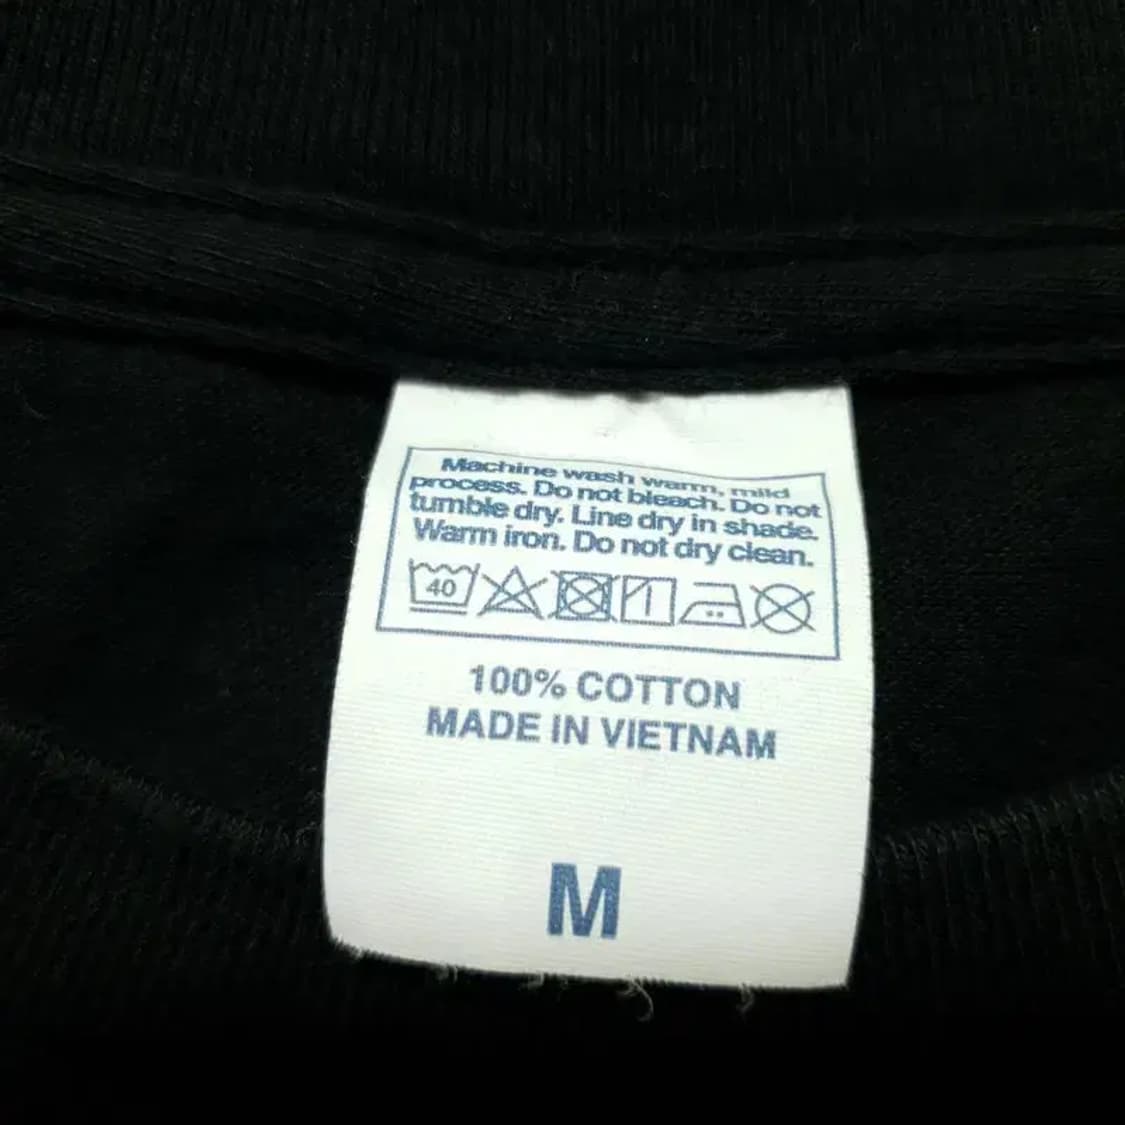 Machine wash warm, mild
process. Do not bleach. Do not
tumble dry. Line dry in shade.
Warm iron. Do not dry clean.
40
100% COTTON
MADE IN VIETNAM
M